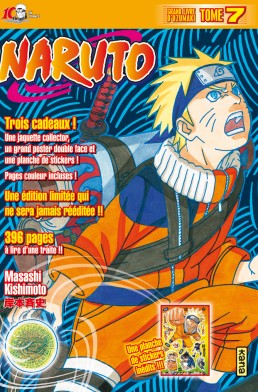 10
GRAND LIVRE
D'UZUMAKI
TOME 7
NARUTO
Trois cadeaux !
Une jaquette collector,
un grand poster double face et
une planche de stickers !
Pages couleur incluses !
Une édition limitée qui
ne sera jamais rééditée !!
396 pages
à lire d'une traite !!
Masashi
Kishimoto
岸本斉史
Une planche
de stickers
inédits !!!
kana